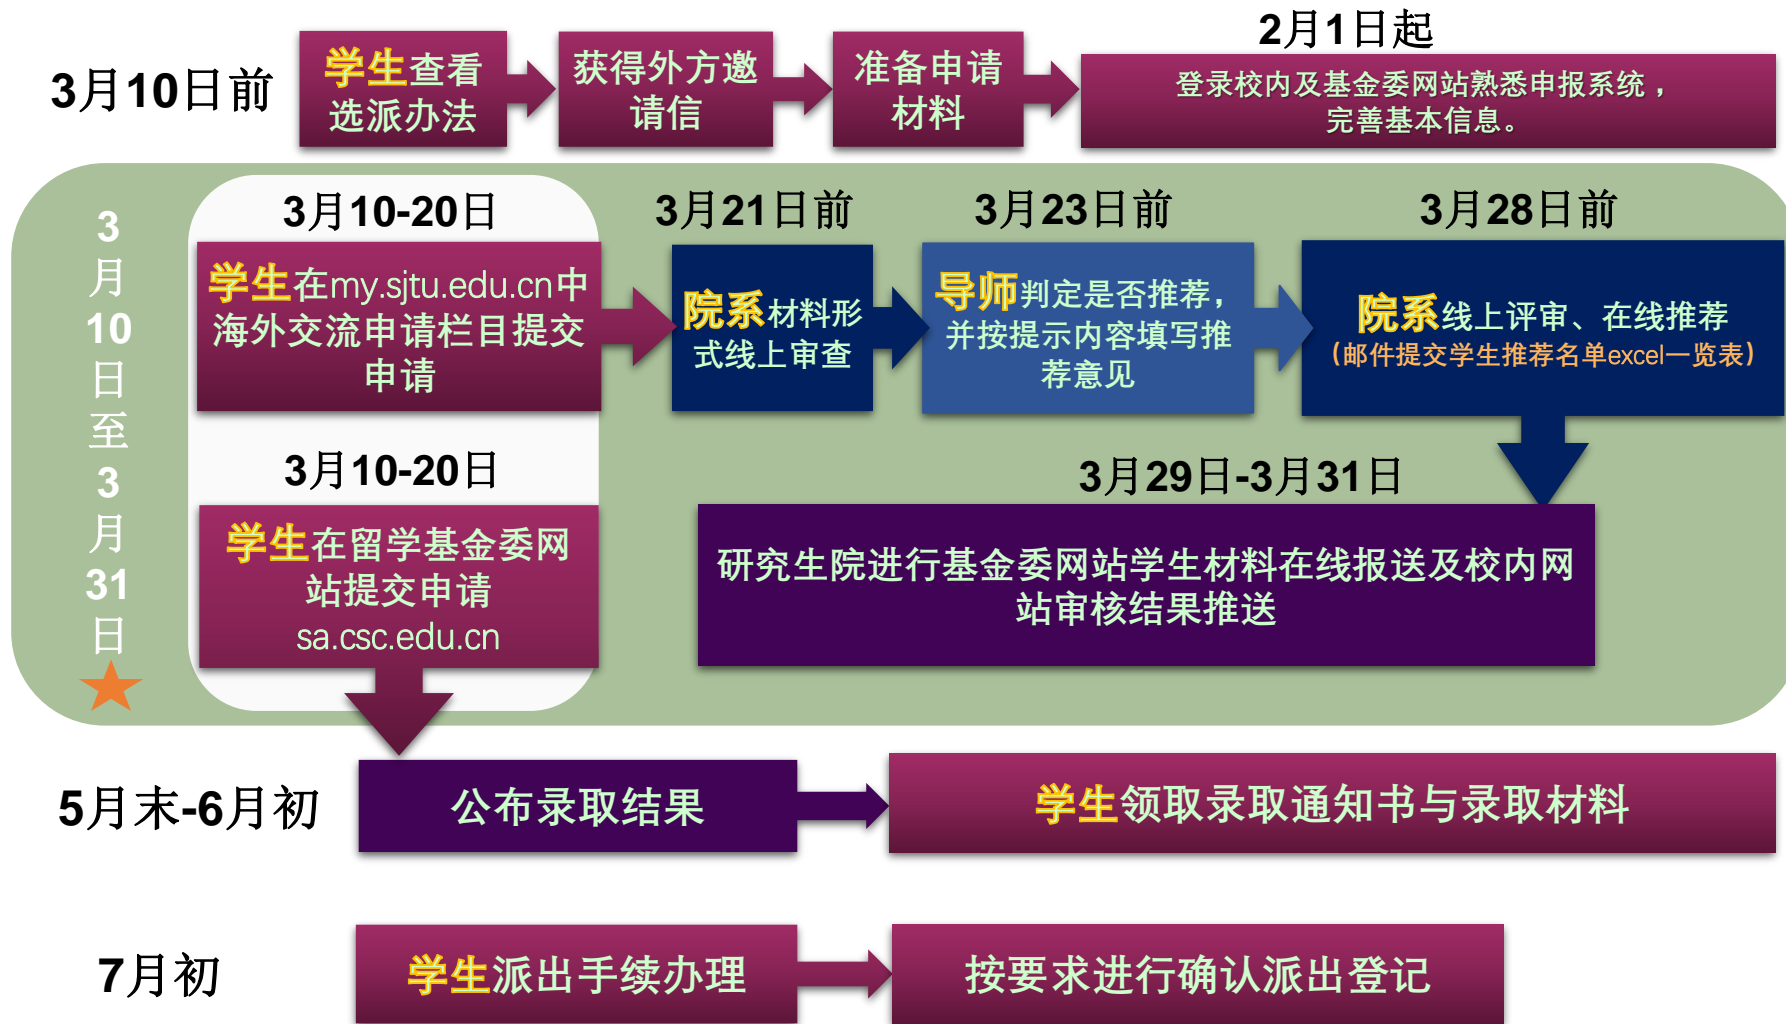 3月10日前
学生查看
选派办法
获得外方邀
请信
准备申请
材料
2月1日起
登录校内及基金委网站熟悉申报系统，
完善基本信息。
3
月
10
日
至
3
月
31
日
3月10-20日
学生在my.sjtu.edu.cn中
海外交流申请栏目提交
申请
3月21日前
院系材料形
式线上审查
3月23日前
导师判定是否推荐，
并按提示内容填写推
荐意见
3月28日前
院系线上评审、在线推荐
（邮件提交学生推荐名单excel一览表）
3月10-20日
学生在留学基金委网
站提交申请
sa.csc.edu.cn
3月29日-3月31日
研究生院进行基金委网站学生材料在线报送及校内网
站审核结果推送
5月末-6月初
公布录取结果
学生领取录取通知书与录取材料
7月初
学生派出手续办理
按要求进行确认派出登记